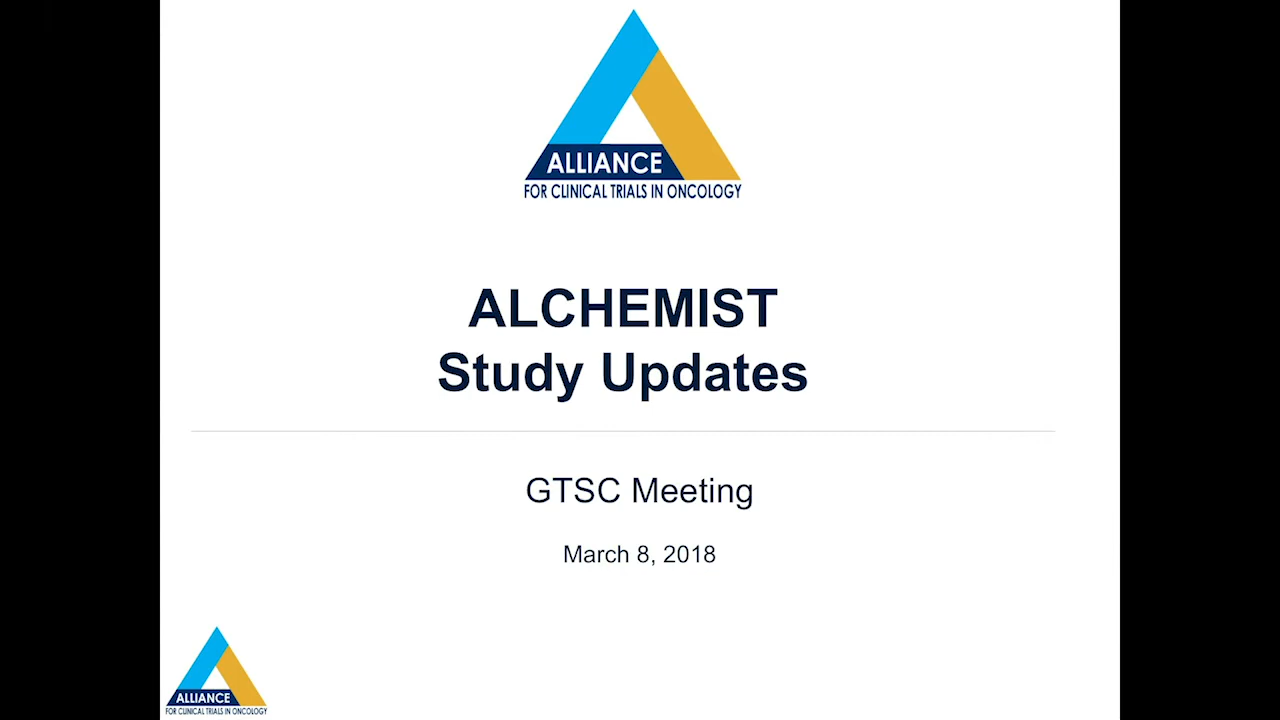 ALLIANCE
FOR CLINICAL TRIALS IN ONCOLOGY
ALCHEMIST
Study Updates
GTSC Meeting
March 8, 2018
ALLIANCE
FOR CLINICAL TRIALS IN ONCOLOGY